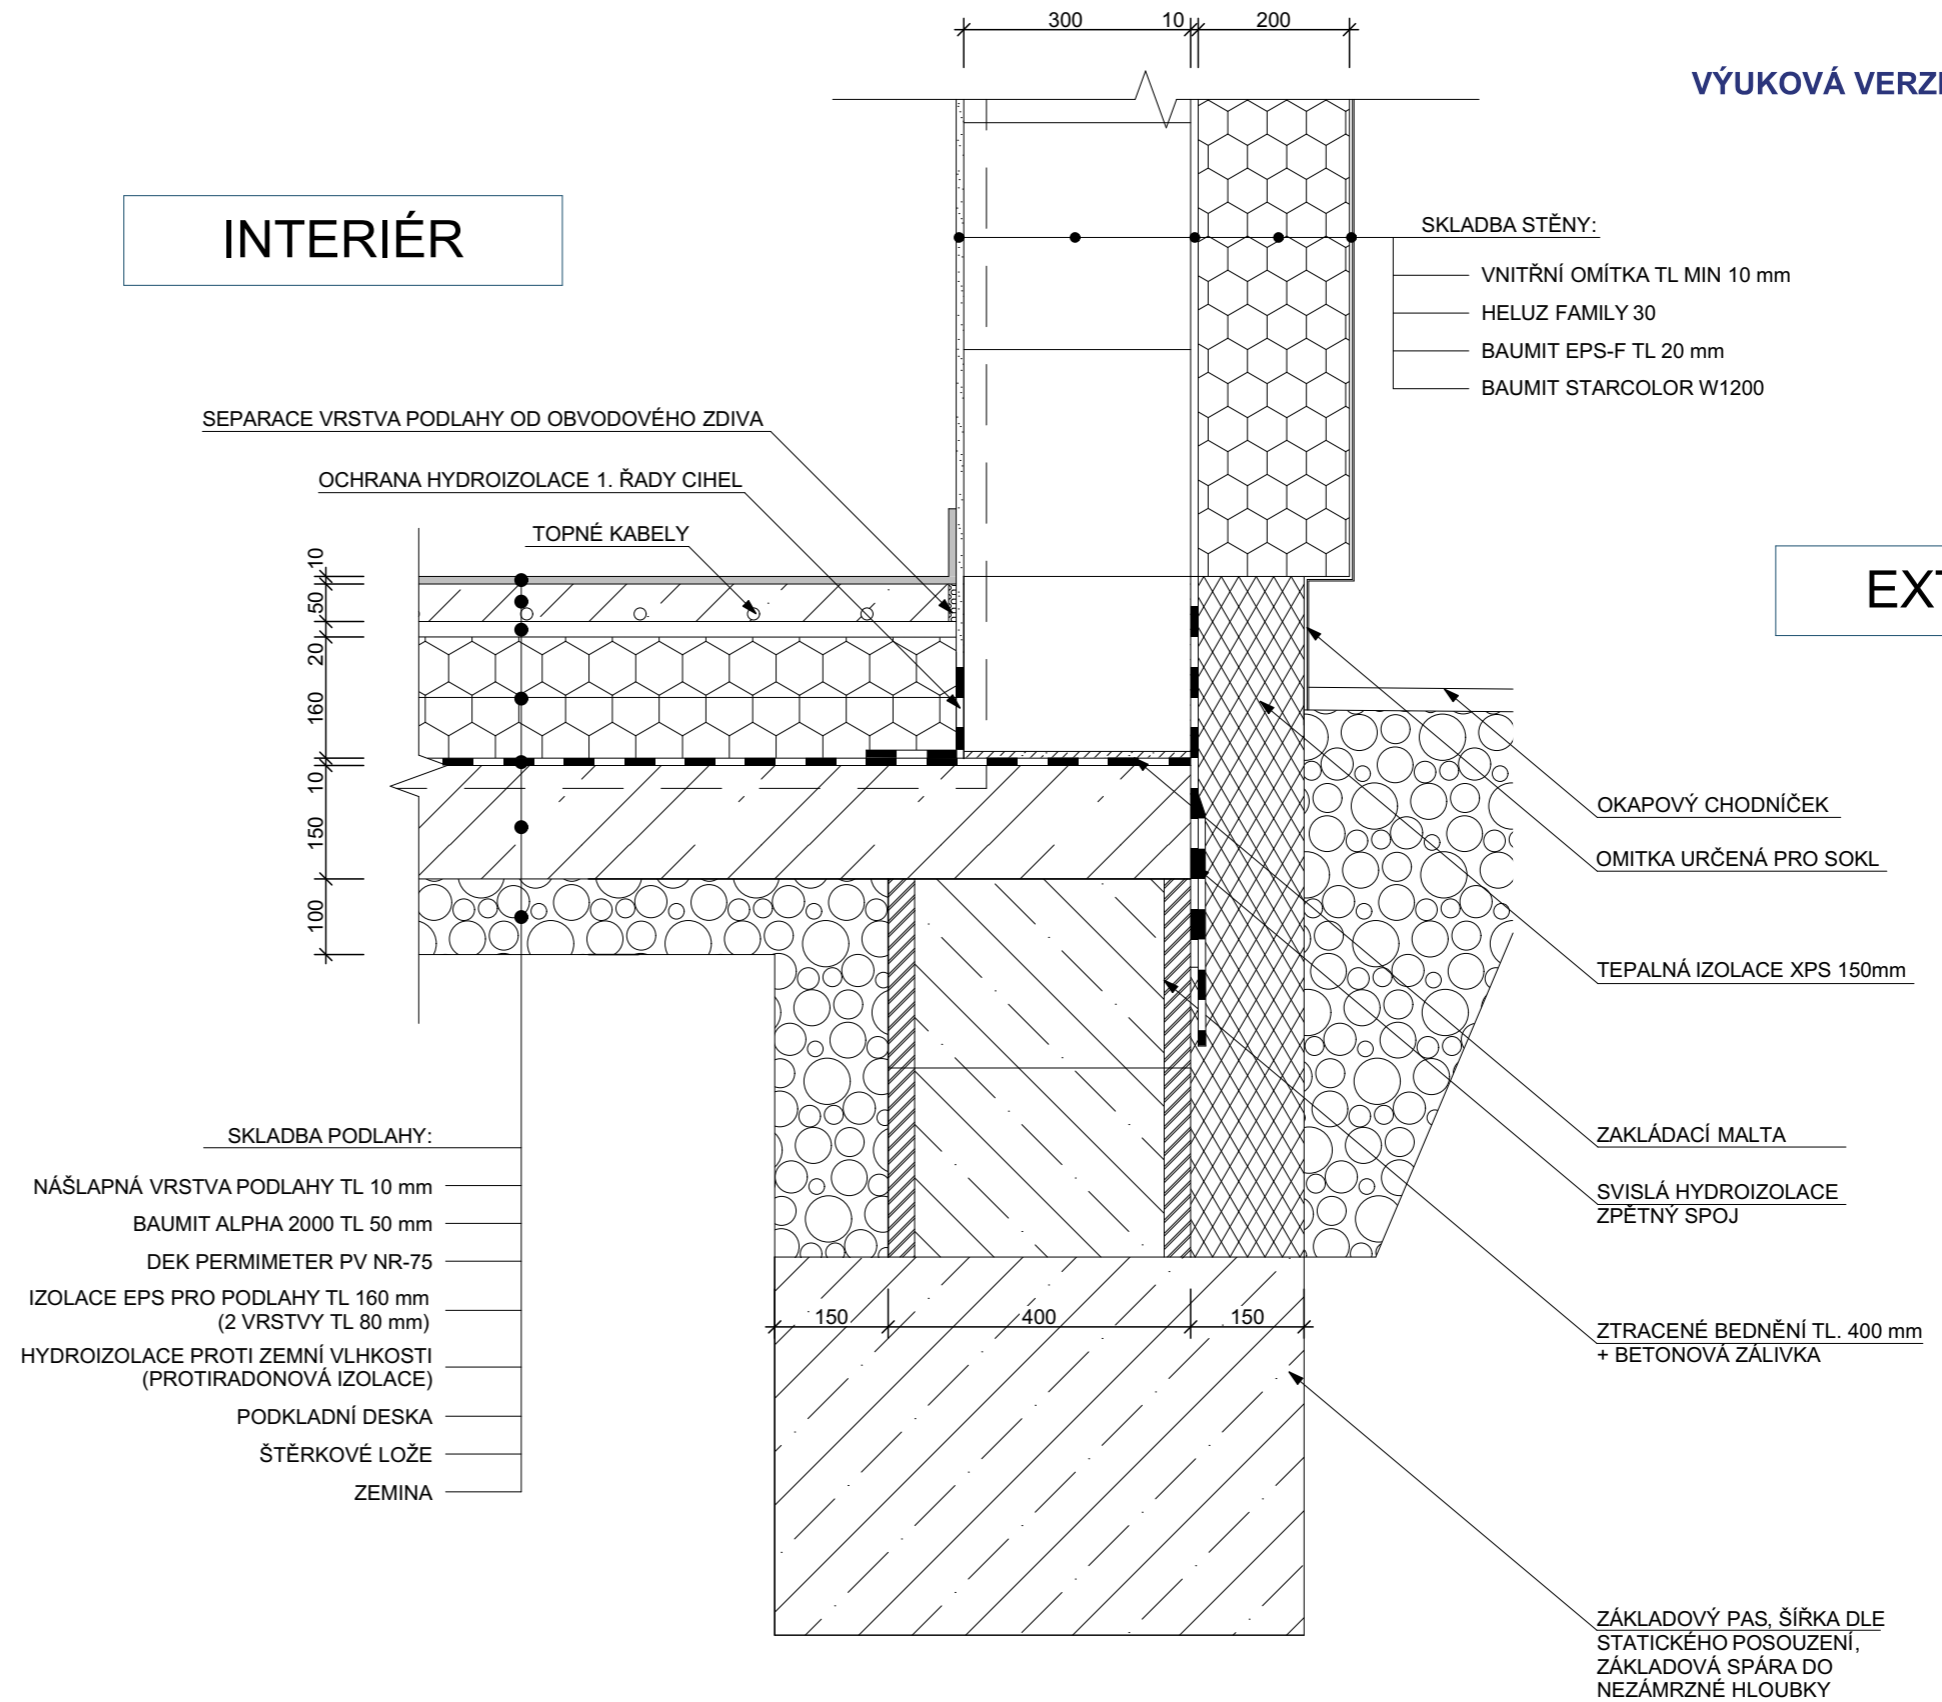 300
10
200
VÝUKOVÁ VERZE
INTERIÉR
SKLADBA STĚNY:
VNITŘNÍ OMÍTKA TL MIN 10 mm
HELUZ FAMILY 30
BAUMIT EPS-F TL 20 mm
BAUMIT STARCOLOR W1200
SEPARACE VRSTVA PODLAHY OD OBVODOVÉHO ZDIVA
OCHRANA HYDROIZOLACE 1. ŘADY CIHEL
TOPNÉ KABELY
EXT
10
50
20
160
10
150
100
OKAPOVÝ CHODNÍČEK
OMITKA URČENÁ PRO SOKL
TEPALNÁ IZOLACE XPS 150mm
ZAKLÁDACÍ MALTA
SVISLÁ HYDROIZOLACE
ZPĚTNÝ SPOJ
ZTRACENÉ BEDNĚNÍ TL. 400 mm
+ BETONOVÁ ZÁLIVKA
ZÁKLADOVÝ PAS, ŠÍŘKA DLE
STATICKÉHO POSOUZENÍ,
ZÁKLADOVÁ SPÁRA DO
NEZÁMRZNÉ HLOUBKY
SKLADBA PODLAHY:
NÁŠLAPNÁ VRSTVA PODLAHY TL 10 mm
BAUMIT ALPHA 2000 TL 50 mm
DEK PERMIMETER PV NR-75
IZOLACE EPS PRO PODLAHY TL 160 mm
(2 VRSTVY TL 80 mm)
HYDROIZOLACE PROTI ZEMNÍ VLHKOSTI
(PROTIRADONOVÁ IZOLACE)
PODKLADNÍ DESKA
ŠTĚRKOVÉ LOŽE
ZEMINA
150
400
150